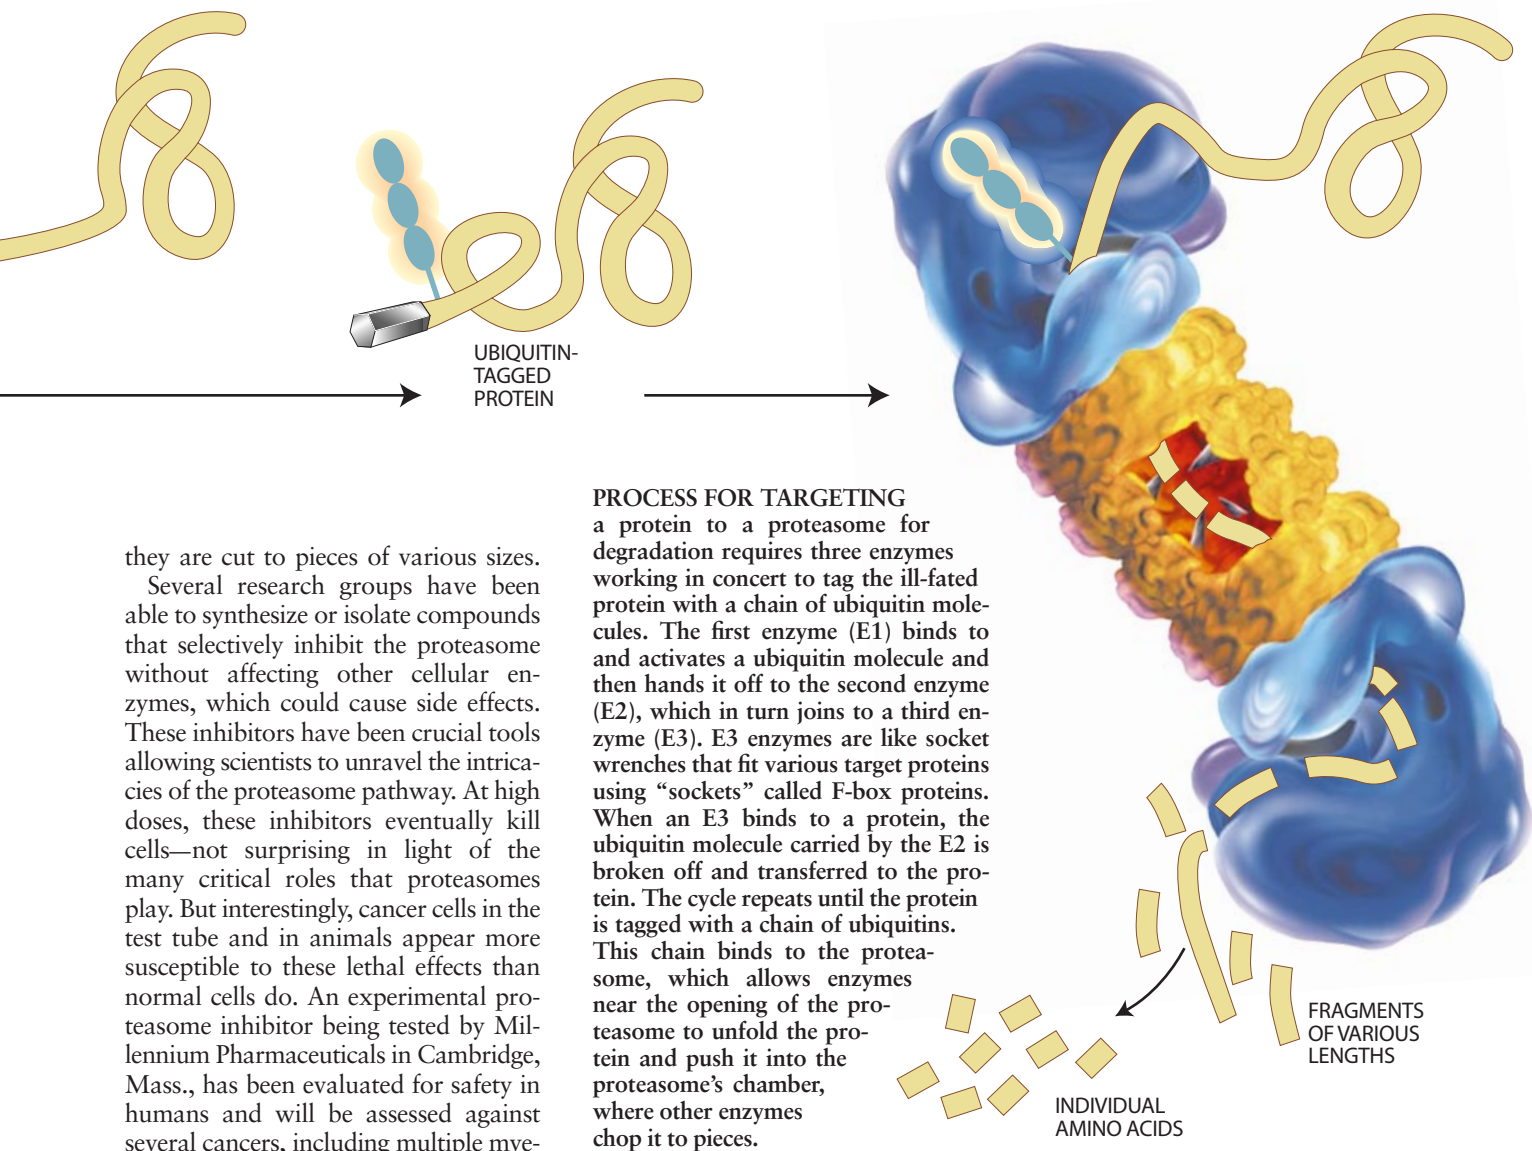 UBIQUITIN-
TAGGED
PROTEIN
they are cut to pieces of various sizes.
Several research groups have been
able to synthesize or isolate compounds
that selectively inhibit the proteasome
without affecting other cellular en-
zymes, which could cause side effects.
These inhibitors have been crucial tools
allowing scientists to unravel the intrica-
cies of the proteasome pathway. At high
doses, these inhibitors eventually kill
cells—not surprising in light of the
many critical roles that proteasomes
play. But interestingly, cancer cells in the
test tube and in animals appear more
susceptible to these lethal effects than
normal cells do. An experimental pro-
teasome inhibitor being tested by Mil-
lennium Pharmaceuticals in Cambridge,
Mass., has been evaluated for safety in
humans and will be assessed against
several cancers, including multiple mye-
PROCESS FOR TARGETING
a protein to a proteasome for
degradation requires three enzymes
working in concert to tag the ill-fated
protein with a chain of ubiquitin mole-
cules. The first enzyme (E1) binds to
and activates a ubiquitin molecule and
then hands it off to the second enzyme
(E2), which in turn joins to a third en-
zyme (E3). E3 enzymes are like socket
wrenches that fit various target proteins
using “sockets” called F-box proteins.
When an E3 binds to a protein, the
ubiquitin molecule carried by the E2 is
broken off and transferred to the pro-
tein. The cycle repeats until the protein
is tagged with a chain of ubiquitins.
This chain binds to the protea-
some, which allows enzymes
near the opening of the pro-
teasome to unfold the pro-
tein and push it into the
proteasome’s chamber,
where other enzymes
chop it to pieces.
FRAGMENTS
OF VARIOUS
LENGTHS
INDIVIDUAL
AMINO ACIDS